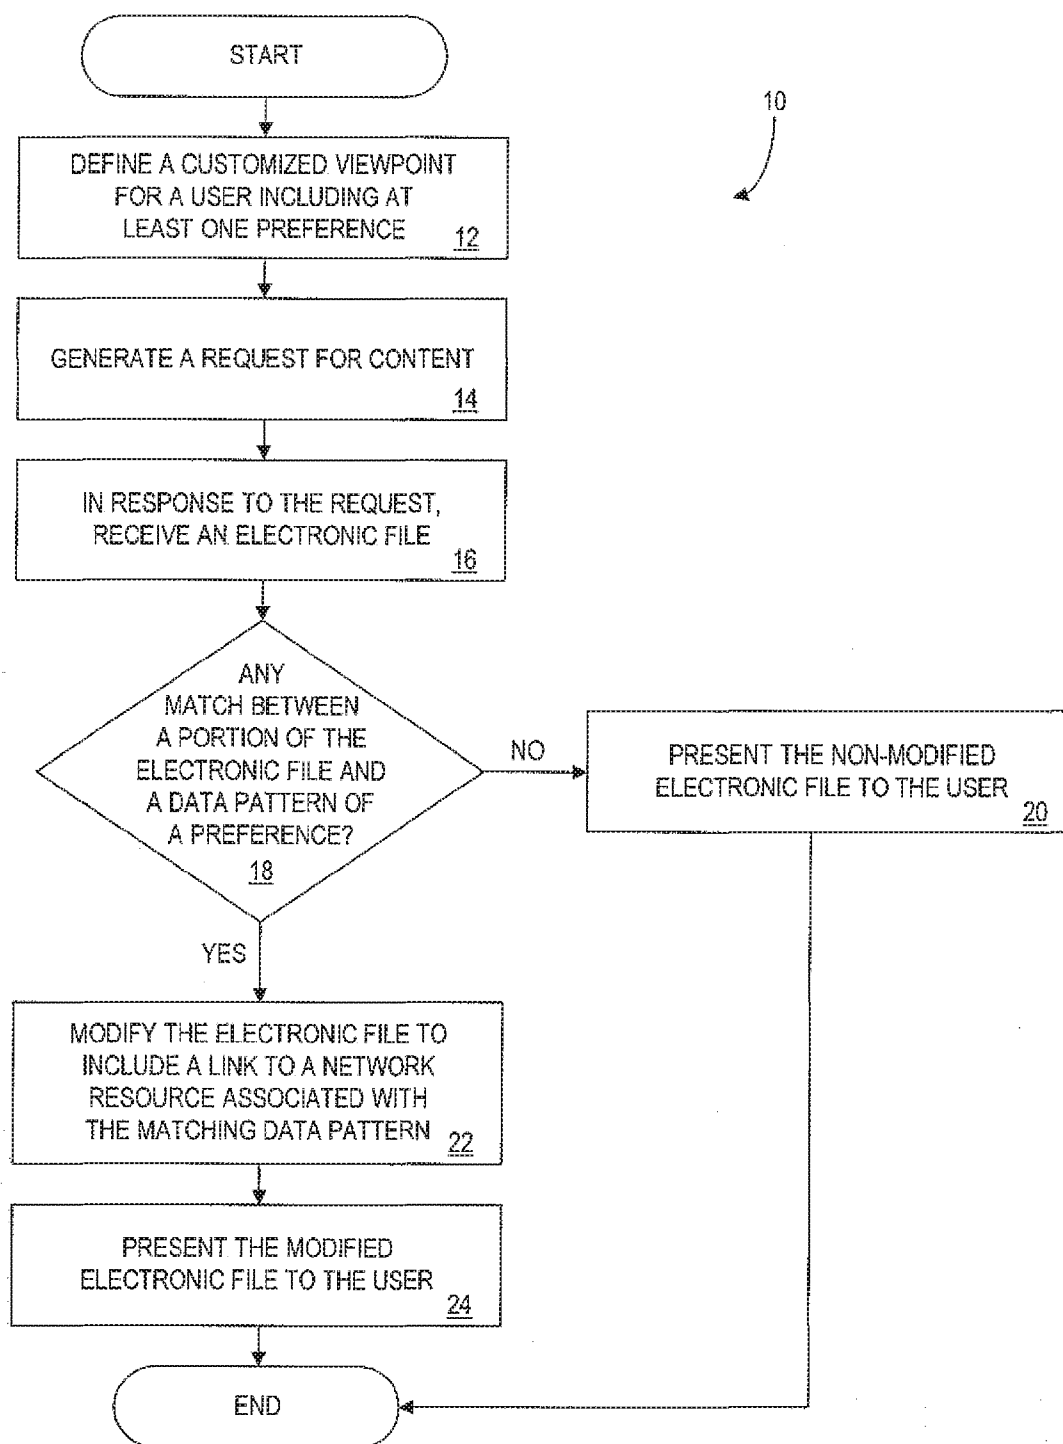 START
10
DEFINE A CUSTOMIZED VIEWPOINT
FOR A USER INCLUDING AT
LEAST ONE PREFERENCE
12
GENERATE A REQUEST FOR CONTENT
14
IN RESPONSE TO THE REQUEST,
RECEIVE AN ELECTRONIC FILE
16
ANY
MATCH BETWEEN
A PORTION OF THE
ELECTRONIC FILE AND
A DATA PATTERN OF
A PREFERENCE?
18
NO
PRESENT THE NON-MODIFIED
ELECTRONIC FILE TO THE USER
20
YES
MODIFY THE ELECTRONIC FILE TO
INCLUDE A LINK TO A NETWORK
RESOURCE ASSOCIATED WITH
THE MATCHING DATA PATTERN
22
PRESENT THE MODIFIED
ELECTRONIC FILE TO THE USER
24
END